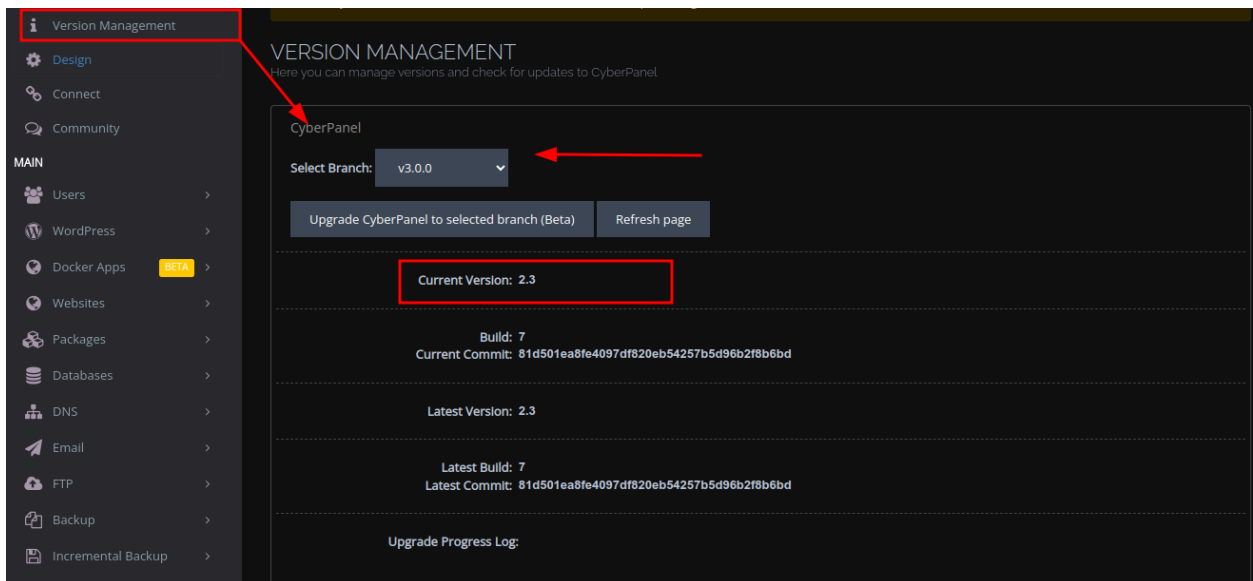 Version Management
Design
Connect
Community
MAIN
Users
WordPress
Docker Apps BETA
Websites
Packages
Databases
DNS
Email
FTP
Backup
Incremental Backup
VERSION MANAGEMENT
Here you can manage versions and check for updates to CyberPanel
CyberPanel
Select Branch: v3.0.0
Upgrade CyberPanel to selected branch (Beta) Refresh page
Current Version: 2.3
Build: 7
Current Commit: 81d501ea8fe4097df820eb54257b5d96b2f8b6bd
Latest Version: 2.3
Latest Build: 7
Latest Commit: 81d501ea8fe4097df820eb54257b5d96b2f8b6bd
Upgrade Progress Log: